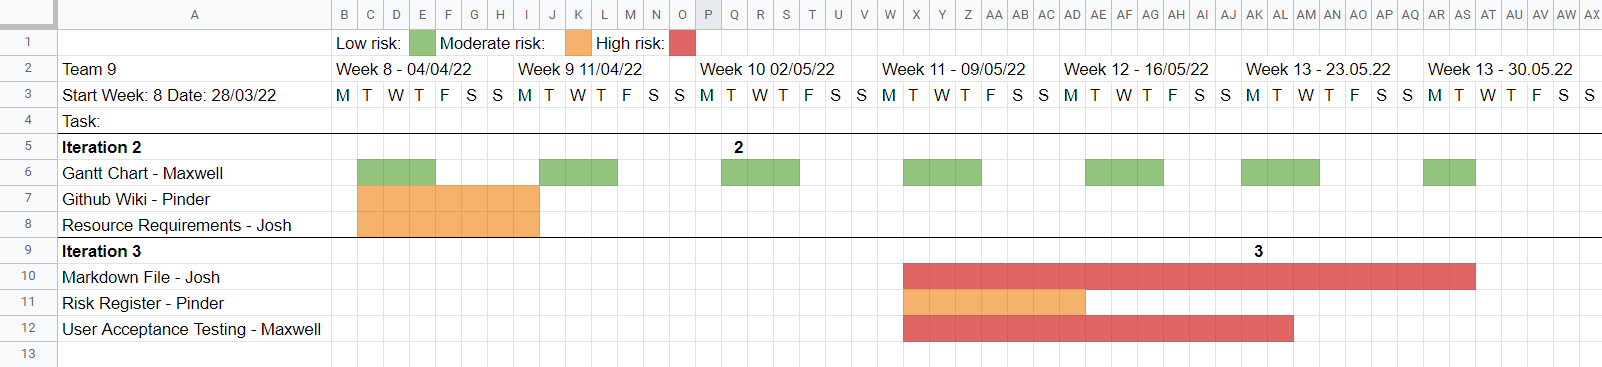 A B C D E F G H I J K L M N O P Q R S T U V W X Y Z AA AB AC AD AE AF AG AH AI AJ AK AL AM AN AO AP AQ AR AS AT AU AV AW AX
1 Low risk: Moderate risk: High risk:
2 Team 9 Week 8 - 04/04/22 Week 9 11/04/22 Week 10 02/05/22 Week 11 - 09/05/22 Week 12 - 16/05/22 Week 13 - 23.05.22 Week 13 - 30.05.22
3 Start Week: 8 Date: 28/03/22 M T W T F S S M T W T F S S M T W T F S S M T W T F S S M T W T F S S M T W T F S S M T W T F S S
4 Task:
5 Iteration 2 2
6 Gantt Chart - Maxwell
7 Github Wiki - Pinder
8 Resource Requirements - Josh
9 Iteration 3 3
10 Markdown File - Josh
11 Risk Register - Pinder
12 User Acceptance Testing - Maxwell
13